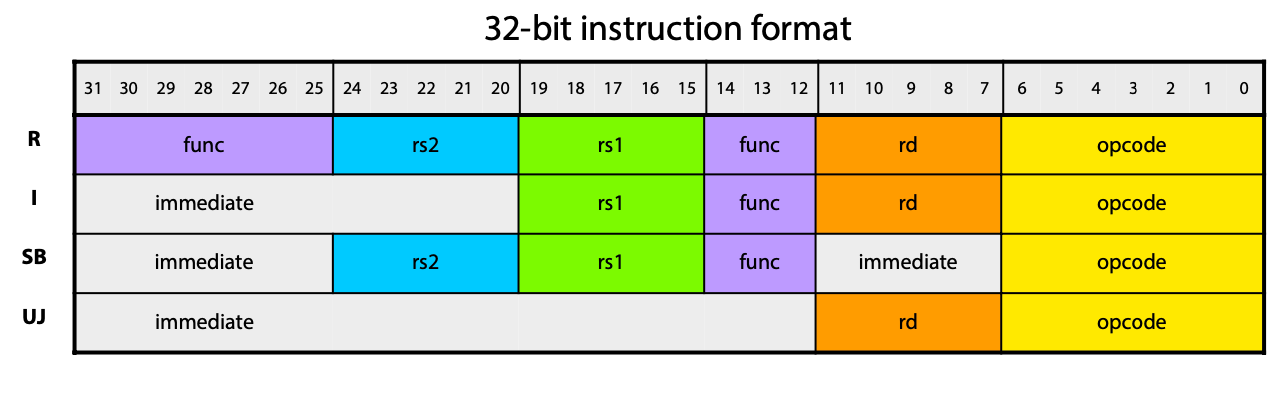 32-bit instruction format
31 30 29 28 27 26 25 24 23 22 21 20 19 18 17 16 15 14 13 12 11 10 9 8 7 6 5 4 3 2 1 0
R func rs2 rs1 func rd opcode
I immediate rs1 func rd opcode
SB immediate rs2 rs1 func immediate opcode
UJ immediate rd opcode